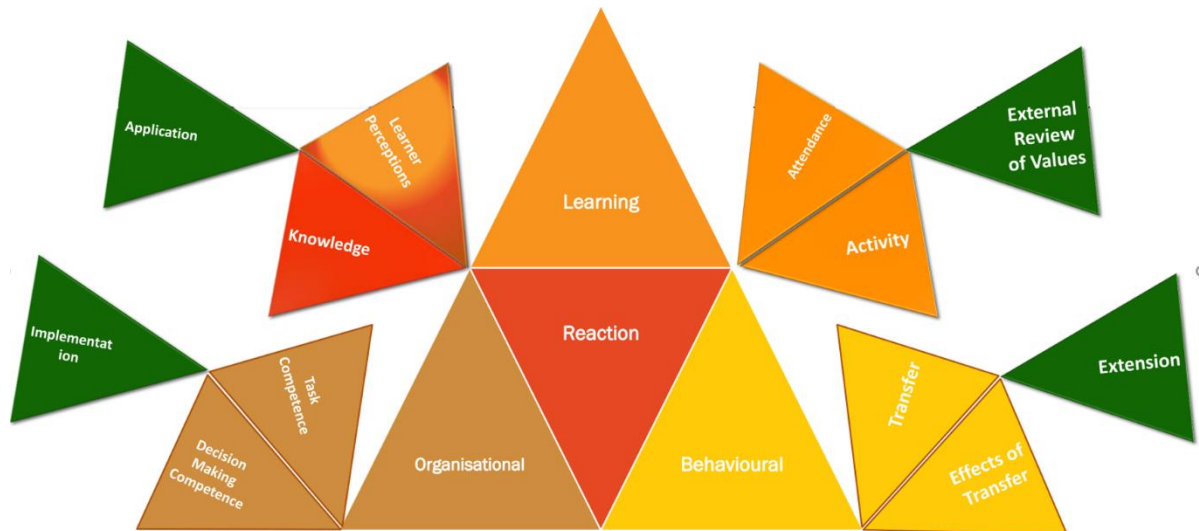 Application
Learner
Perceptions
Knowledge
Learning
Attendance
Activity
External
Review
of Values
Implementat
ion
Task
Competence
Decision
Making
Competence
Organisational
Reaction
Behavioural
Transfer
Effects of
Transfer
Extension